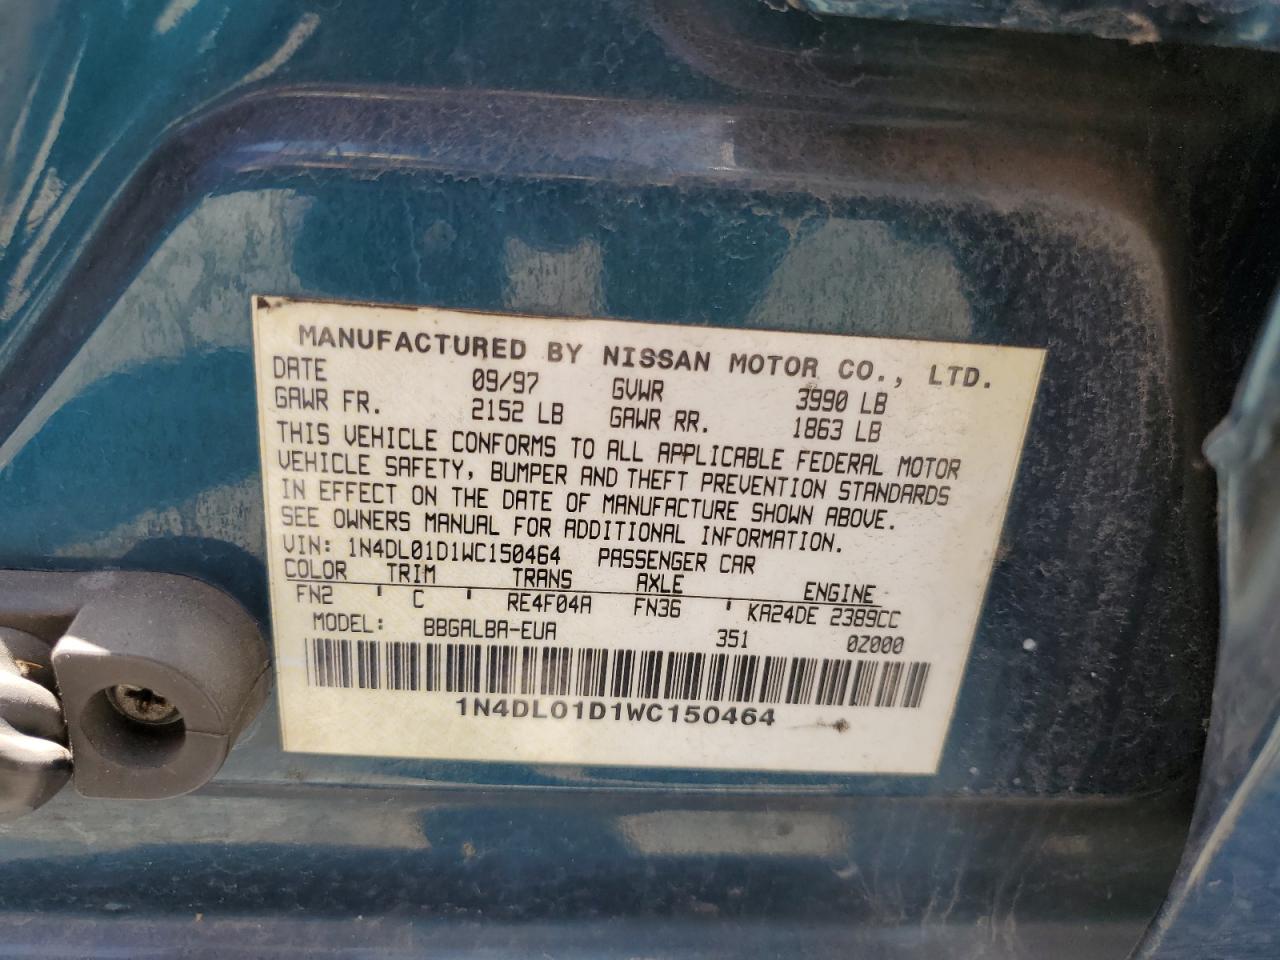 MANUFACTURED BY NISSAN MOTOR CO., LTD.
DATE 09/97 GVWR 3990 LB
GAWR FR. 2152 LB GAWR RR. 1863 LB
THIS VEHICLE CONFORMS TO ALL APPLICABLE FEDERAL MOTOR
VEHICLE SAFETY, BUMPER AND THEFT PREVENTION STANDARDS
IN EFFECT ON THE DATE OF MANUFACTURE SHOWN ABOVE.
SEE OWNERS MANUAL FOR ADDITIONAL INFORMATION.
VIN: 1N4DL01D1WC150464 PASSENGER CAR
COLOR TRIM TRANS AXLE ENGINE
FN2 ' C ' RE4F04A FN36 ' KA24DE 2389CC
MODEL: BBGALBA-EUA 351 0Z000
1N4DL01D1WC150464